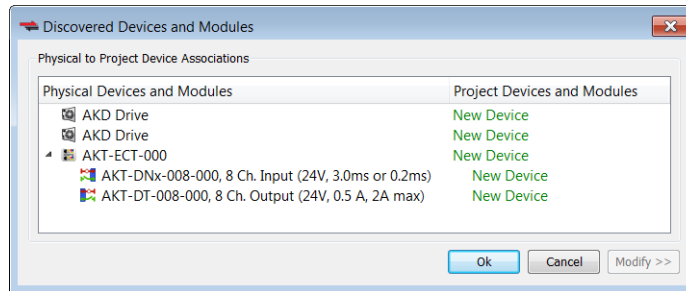 Discovered Devices and Modules
Physical to Project Device Associations
Physical Devices and Modules Project Devices and Modules
AKD Drive New Device
AKD Drive New Device
AKT-ECT-000 New Device
AKT-DNx-008-000, 8 Ch. Input (24V, 3.0ms or 0.2ms) New Device
AKT-DT-008-000, 8 Ch. Output (24V, 0.5 A, 2A max) New Device
Ok Cancel Modify >>